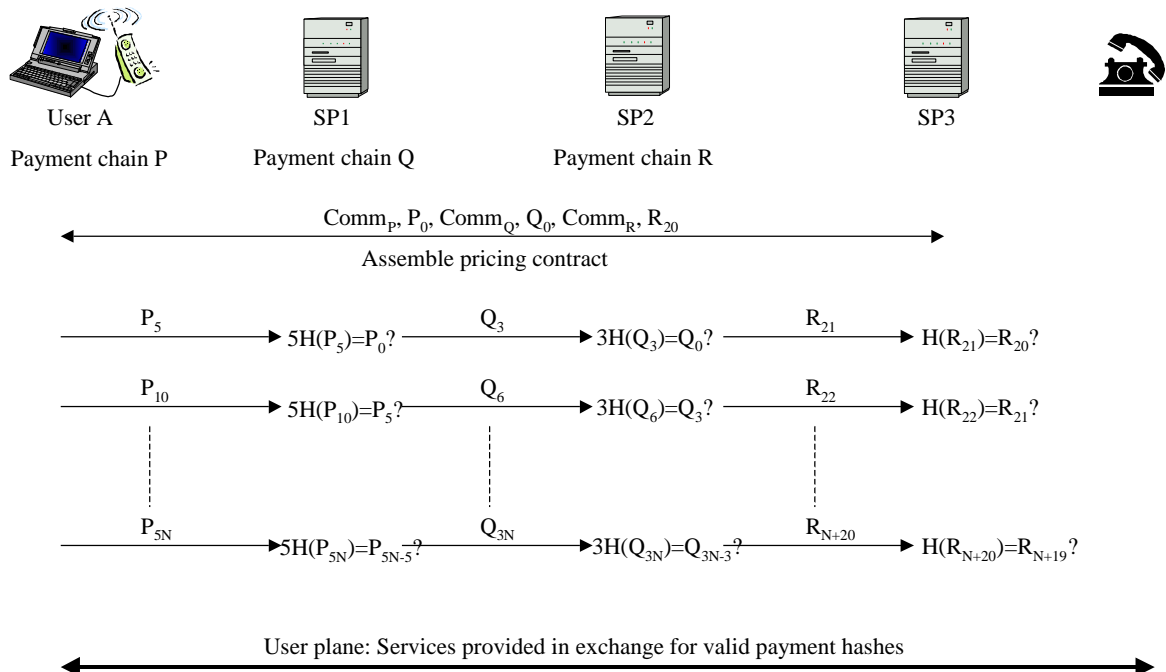 User A SP1 SP2 SP3
Payment chain P Payment chain Q Payment chain R
Comm_P, P_0, Comm_Q, Q_0, Comm_R, R_20
Assemble pricing contract
P_5 Q_3 R_21
5H(P_5)=P_0? 3H(Q_3)=Q_0? H(R_21)=R_20?
P_10 Q_6 R_22
5H(P_10)=P_5? 3H(Q_6)=Q_3? H(R_22)=R_21?
P_5N Q_3N R_N+20
5H(P_5N)=P_5N-5? 3H(Q_3N)=Q_3N-3? H(R_N+20)=R_N+19?
User plane: Services provided in exchange for valid payment hashes